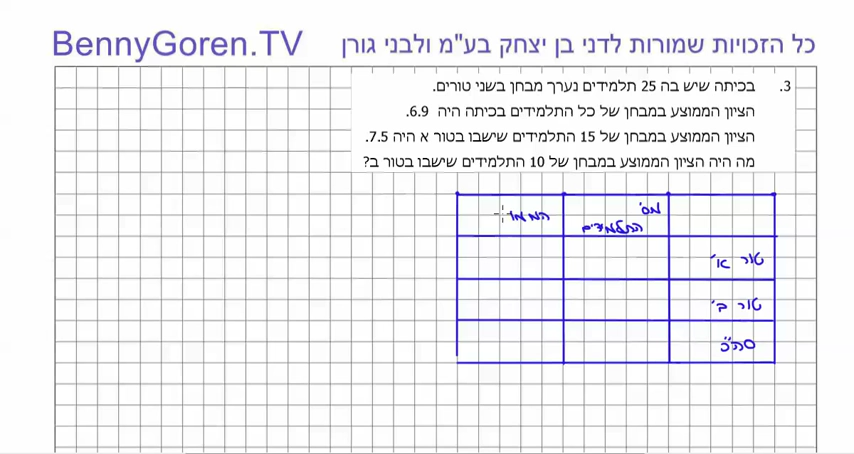 BennyGoren.TV כל הזכויות שמורות לדני בן יצחק בע"מ ולבני גורן
3. בכיתה שיש בה 25 תלמידים נערך מבחן בשני טורים.
הציון הממוצע במבחן של כל התלמידים בכיתה היה 6.9.
הציון הממוצע במבחן של 15 התלמידים שישבו בטור א היה 7.5.
מה היה הציון הממוצע במבחן של 10 התלמידים שישבו בטור ב?
מס' התלמידים הממו
טור א'
טור ב'
סה"כ